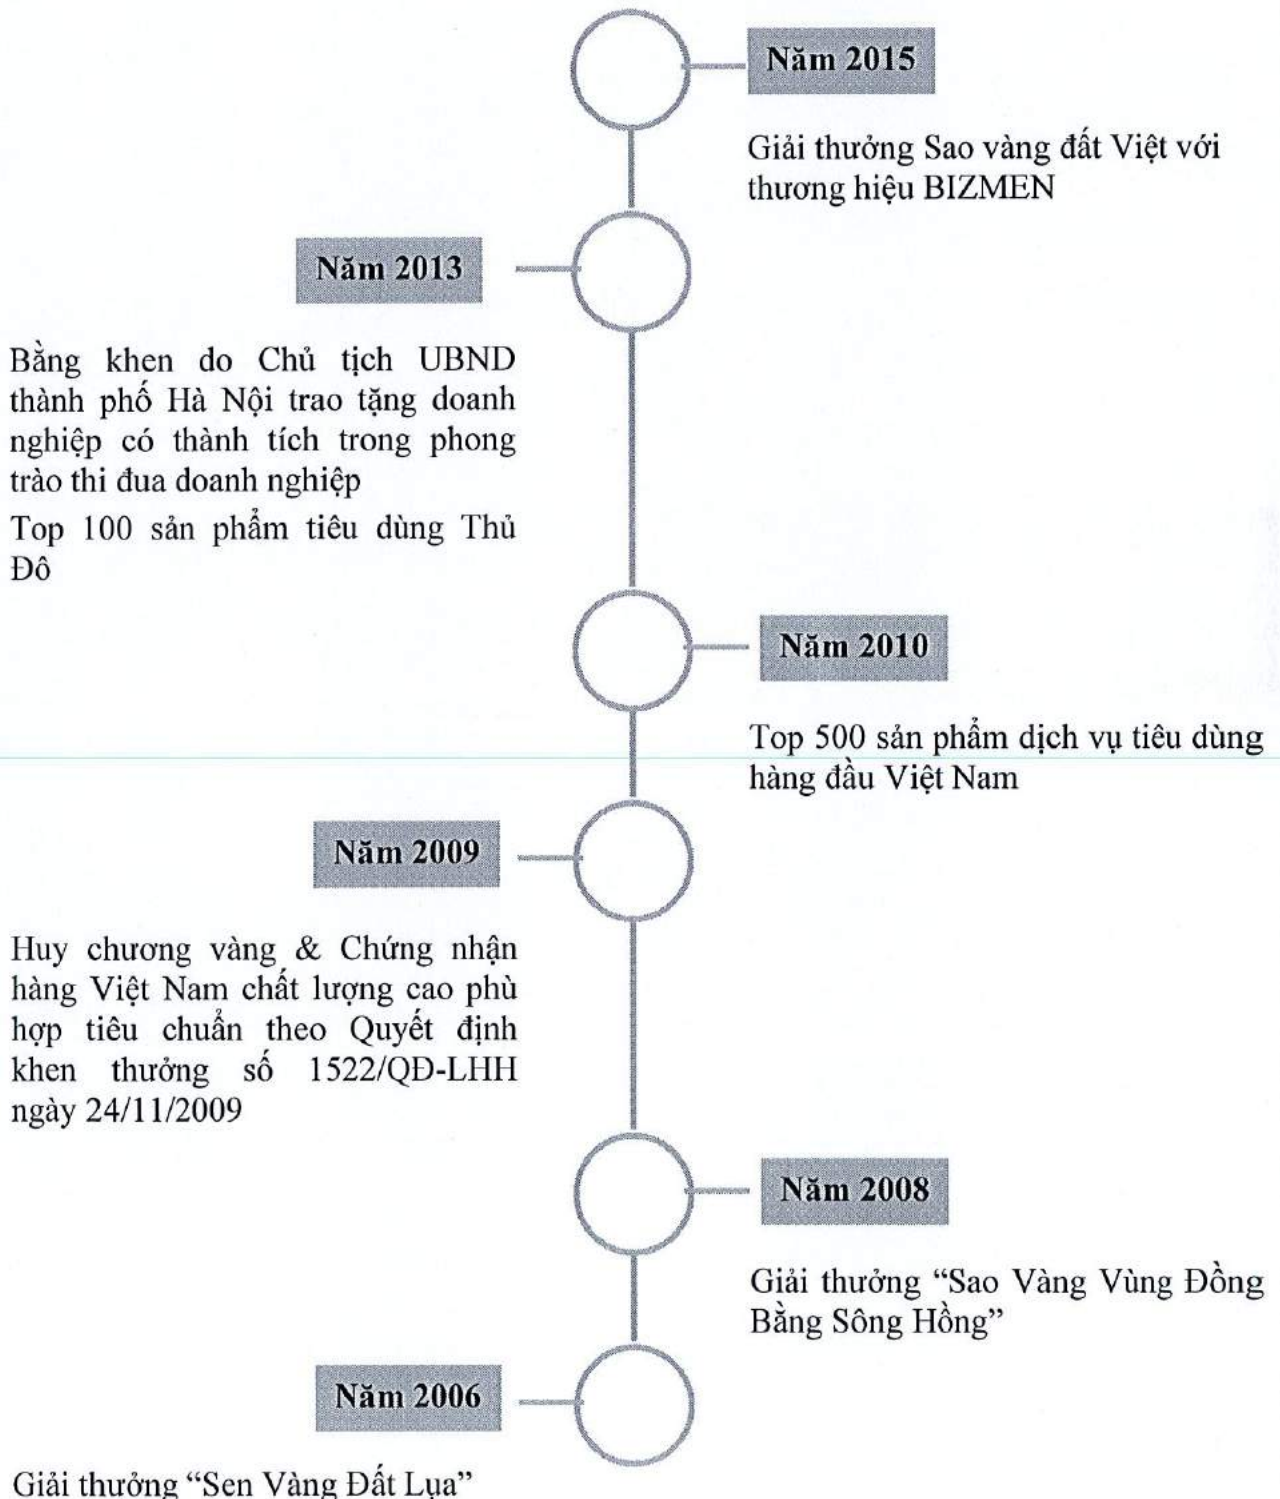 Năm 2015
Giải thưởng Sao vàng đất Việt với
thương hiệu BIZMEN
Năm 2013
Bằng khen do Chủ tịch UBND
thành phố Hà Nội trao tặng doanh
nghiệp có thành tích trong phong
trào thi đua doanh nghiệp
Top 100 sản phẩm tiêu dùng Thủ
Đô
Năm 2010
Top 500 sản phẩm dịch vụ tiêu dùng
hàng đầu Việt Nam
Năm 2009
Huy chương vàng & Chứng nhận
hàng Việt Nam chất lượng cao phù
hợp tiêu chuẩn theo Quyết định
khen thưởng số 1522/QĐ-LHH
ngày 24/11/2009
Năm 2008
Giải thưởng “Sao Vàng Vùng Đồng
Bằng Sông Hồng”
Năm 2006
Giải thưởng “Sen Vàng Đất Lụa”